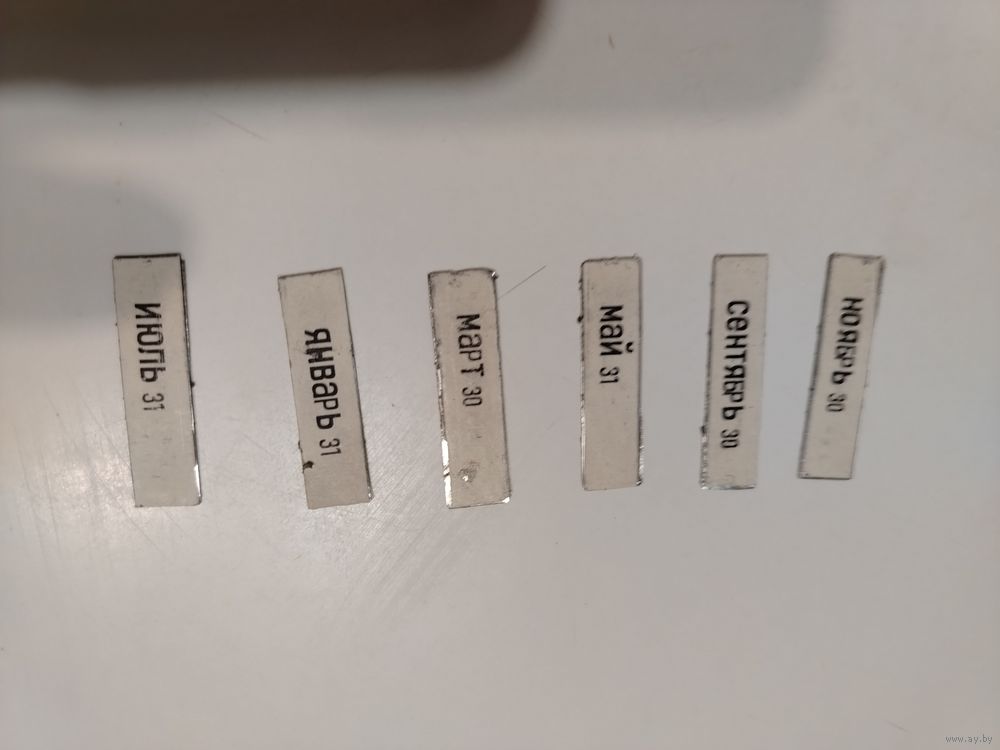 ИЮЛЬ 31
ЯНВАРЬ 31
МАРТ 30
МАЙ 31
СЕНТЯБРЬ 30
НОЯБРЬ 30
www.ay.by